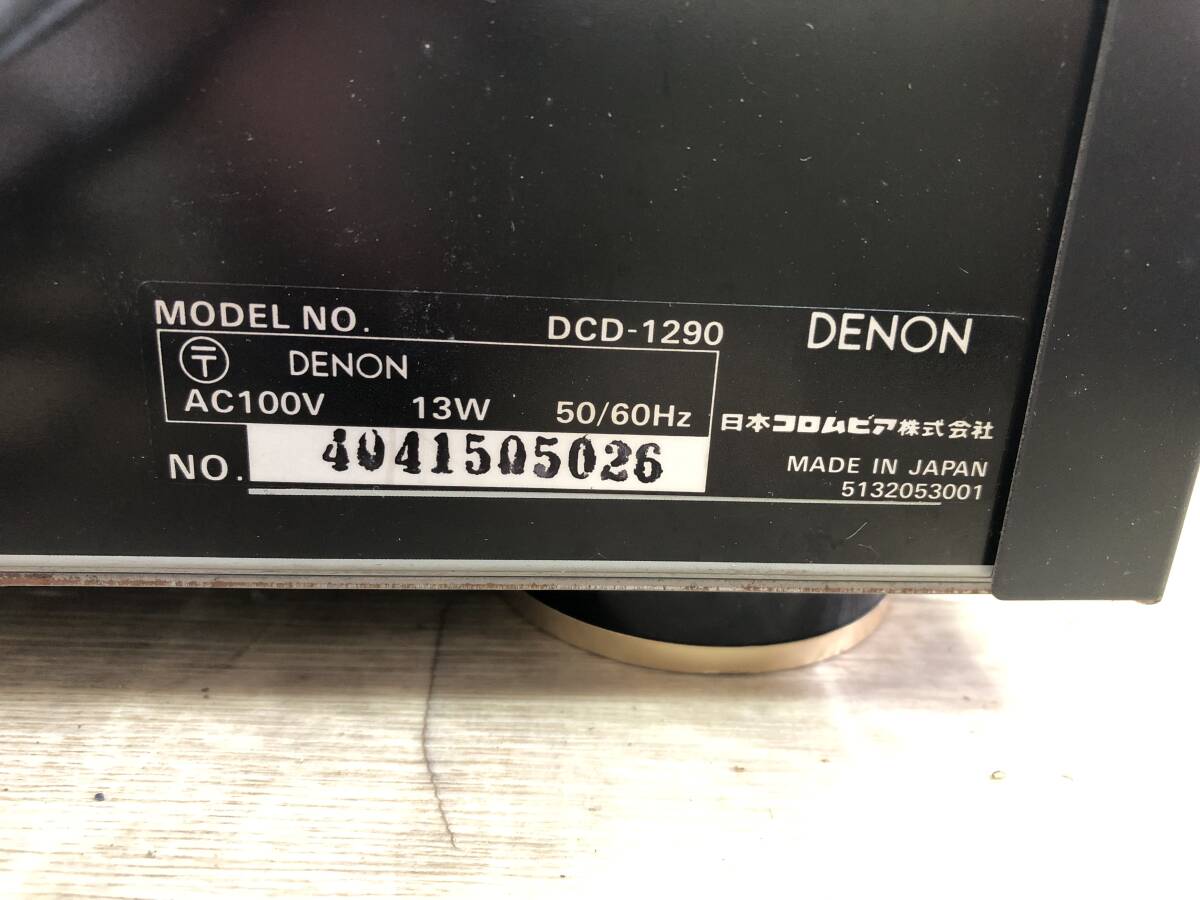 MODEL NO. DCD-1290 DENON
〒 DENON
AC100V 13W 50/60Hz
日本コロムビア株式会社
NO. 4041505026
MADE IN JAPAN
5132053001